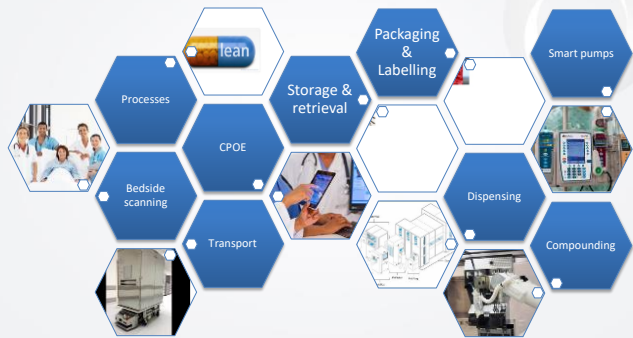 lean
Packaging
&
Labelling
Smart pumps
Processes
Storage &
retrieval
CPOE
Bedside
scanning
Dispensing
Transport
Compounding